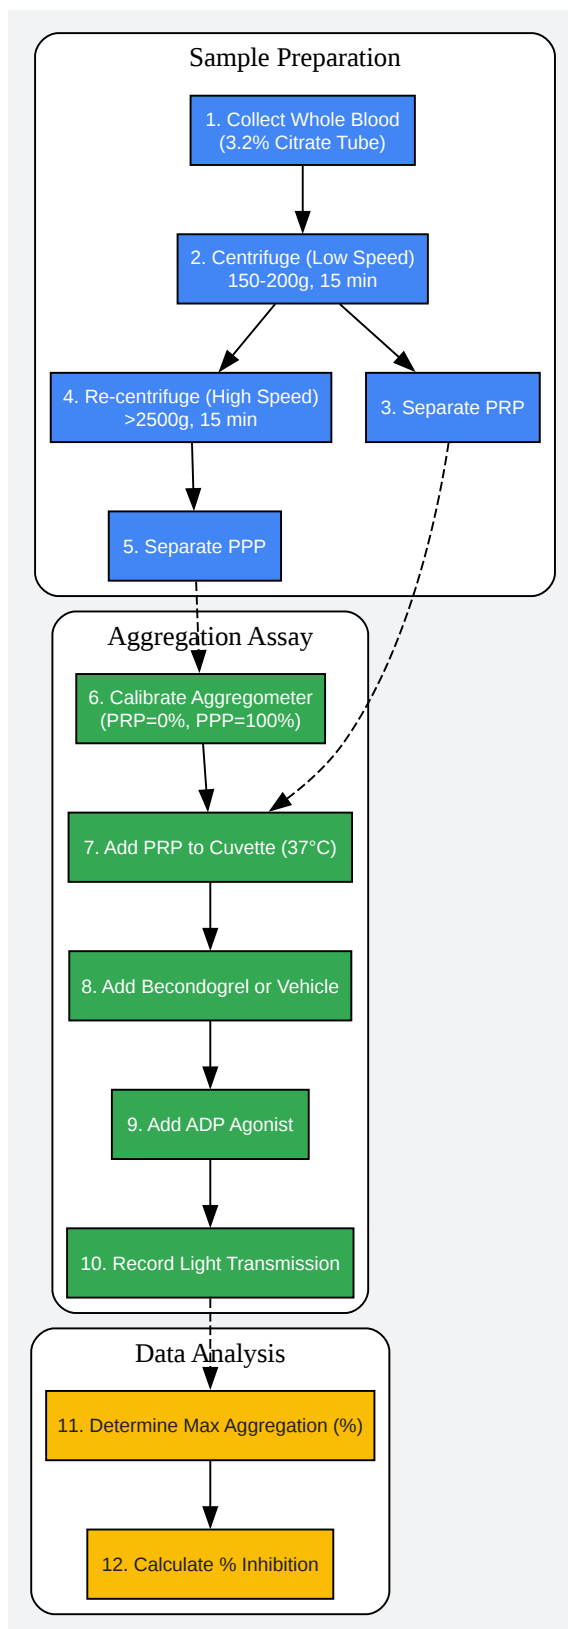 Sample Preparation
1. Collect Whole Blood
(3.2% Citrate Tube)
2. Centrifuge (Low Speed)
150-200g, 15 min
4. Re-centrifuge (High Speed)
>2500g, 15 min
3. Separate PRP
5. Separate PPP
Aggregation Assay
6. Calibrate Aggregometer
(PRP=0%, PPP=100%)
7. Add PRP to Cuvette (37°C)
8. Add Becondogrel or Vehicle
9. Add ADP Agonist
10. Record Light Transmission
Data Analysis
11. Determine Max Aggregation (%)
12. Calculate % Inhibition